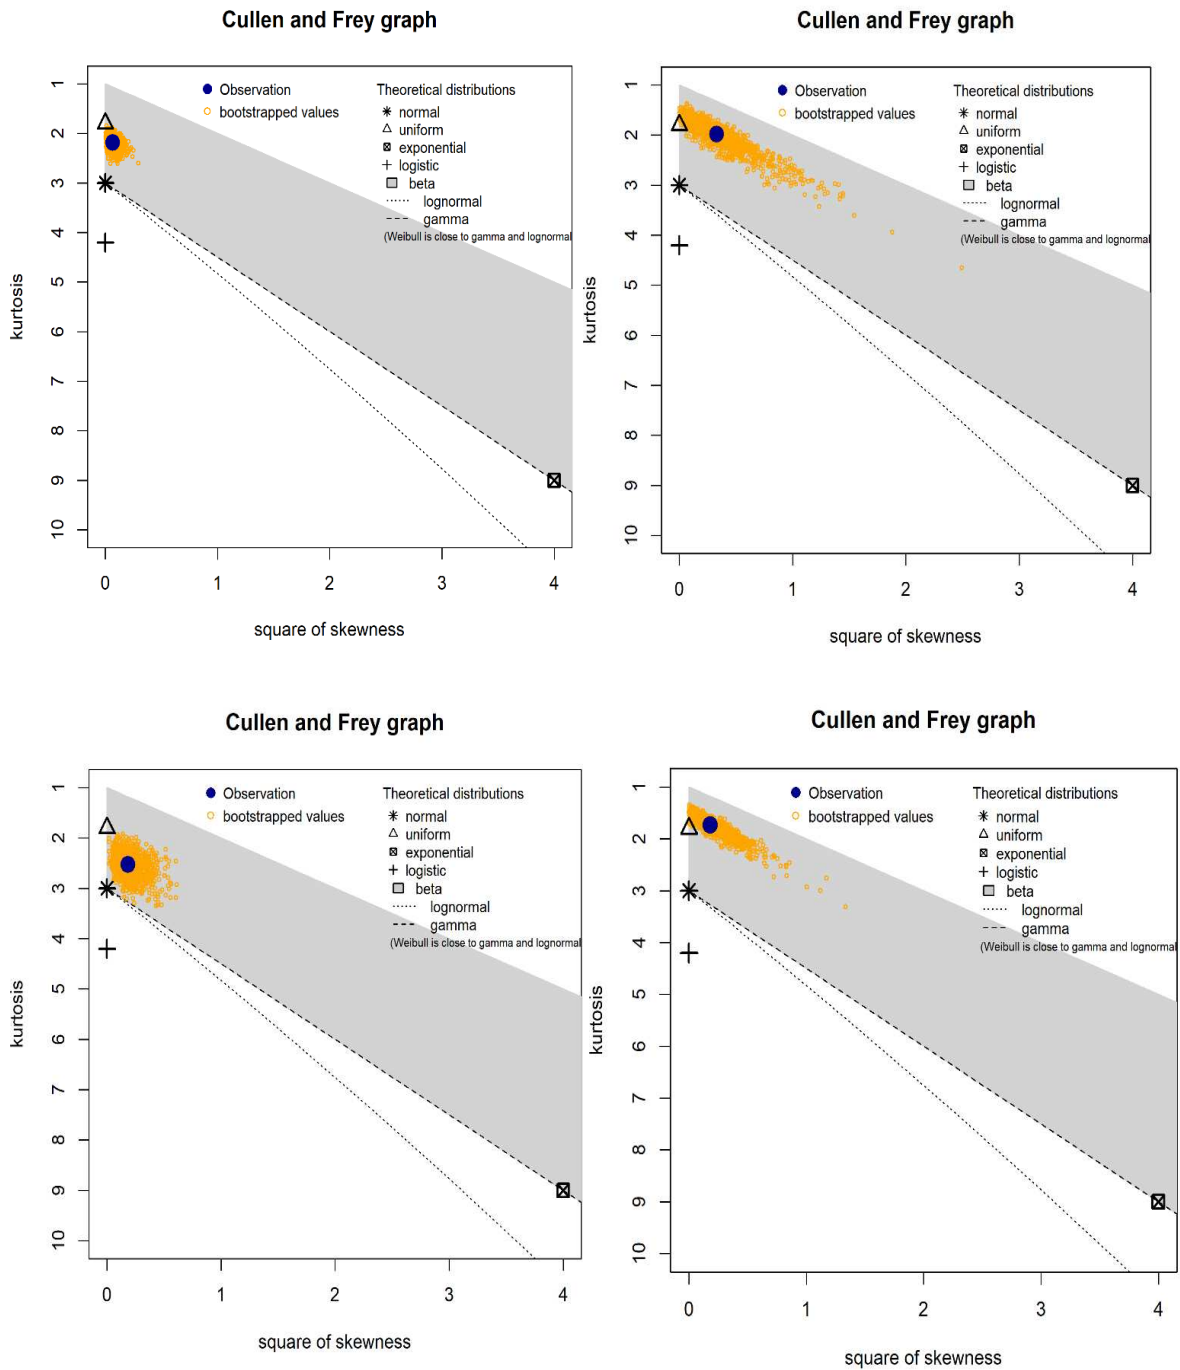 Cullen and Frey graph
Observation
bootstrapped values
Theoretical distributions
normal
uniform
exponential
logistic
beta
lognormal
gamma
(Weibull is close to gamma and lognormal
kurtosis
1
2
3
4
5
6
7
8
9
10
0
1
2
3
4
square of skewness
Cullen and Frey graph
Observation
bootstrapped values
Theoretical distributions
normal
uniform
exponential
logistic
beta
lognormal
gamma
(Weibull is close to gamma and lognormal
kurtosis
1
2
3
4
5
6
7
8
9
10
0
1
2
3
4
square of skewness
Cullen and Frey graph
Observation
bootstrapped values
Theoretical distributions
normal
uniform
exponential
logistic
beta
lognormal
gamma
(Weibull is close to gamma and lognormal
kurtosis
1
2
3
4
5
6
7
8
9
10
0
1
2
3
4
square of skewness
Cullen and Frey graph
Observation
bootstrapped values
Theoretical distributions
normal
uniform
exponential
logistic
beta
lognormal
gamma
(Weibull is close to gamma and lognormal
kurtosis
1
2
3
4
5
6
7
8
9
10
0
1
2
3
4
square of skewness